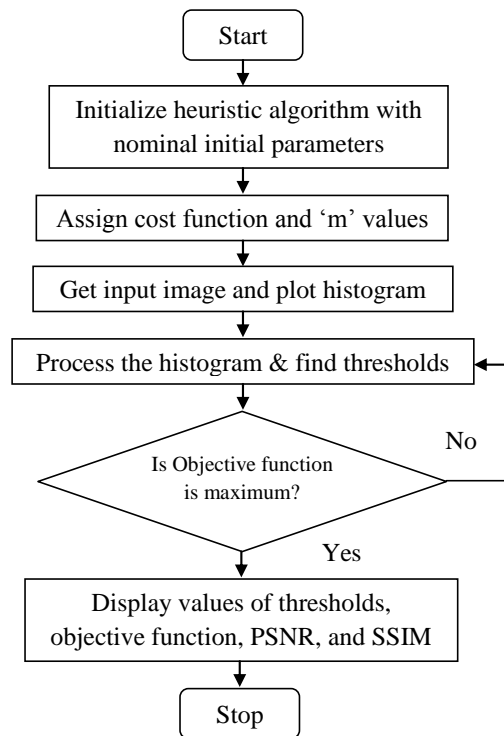 Start
Initialize heuristic algorithm with
nominal initial parameters
Assign cost function and ‘m’ values
Get input image and plot histogram
Process the histogram & find thresholds
Is Objective function
is maximum?
No
Yes
Display values of thresholds,
objective function, PSNR, and SSIM
Stop